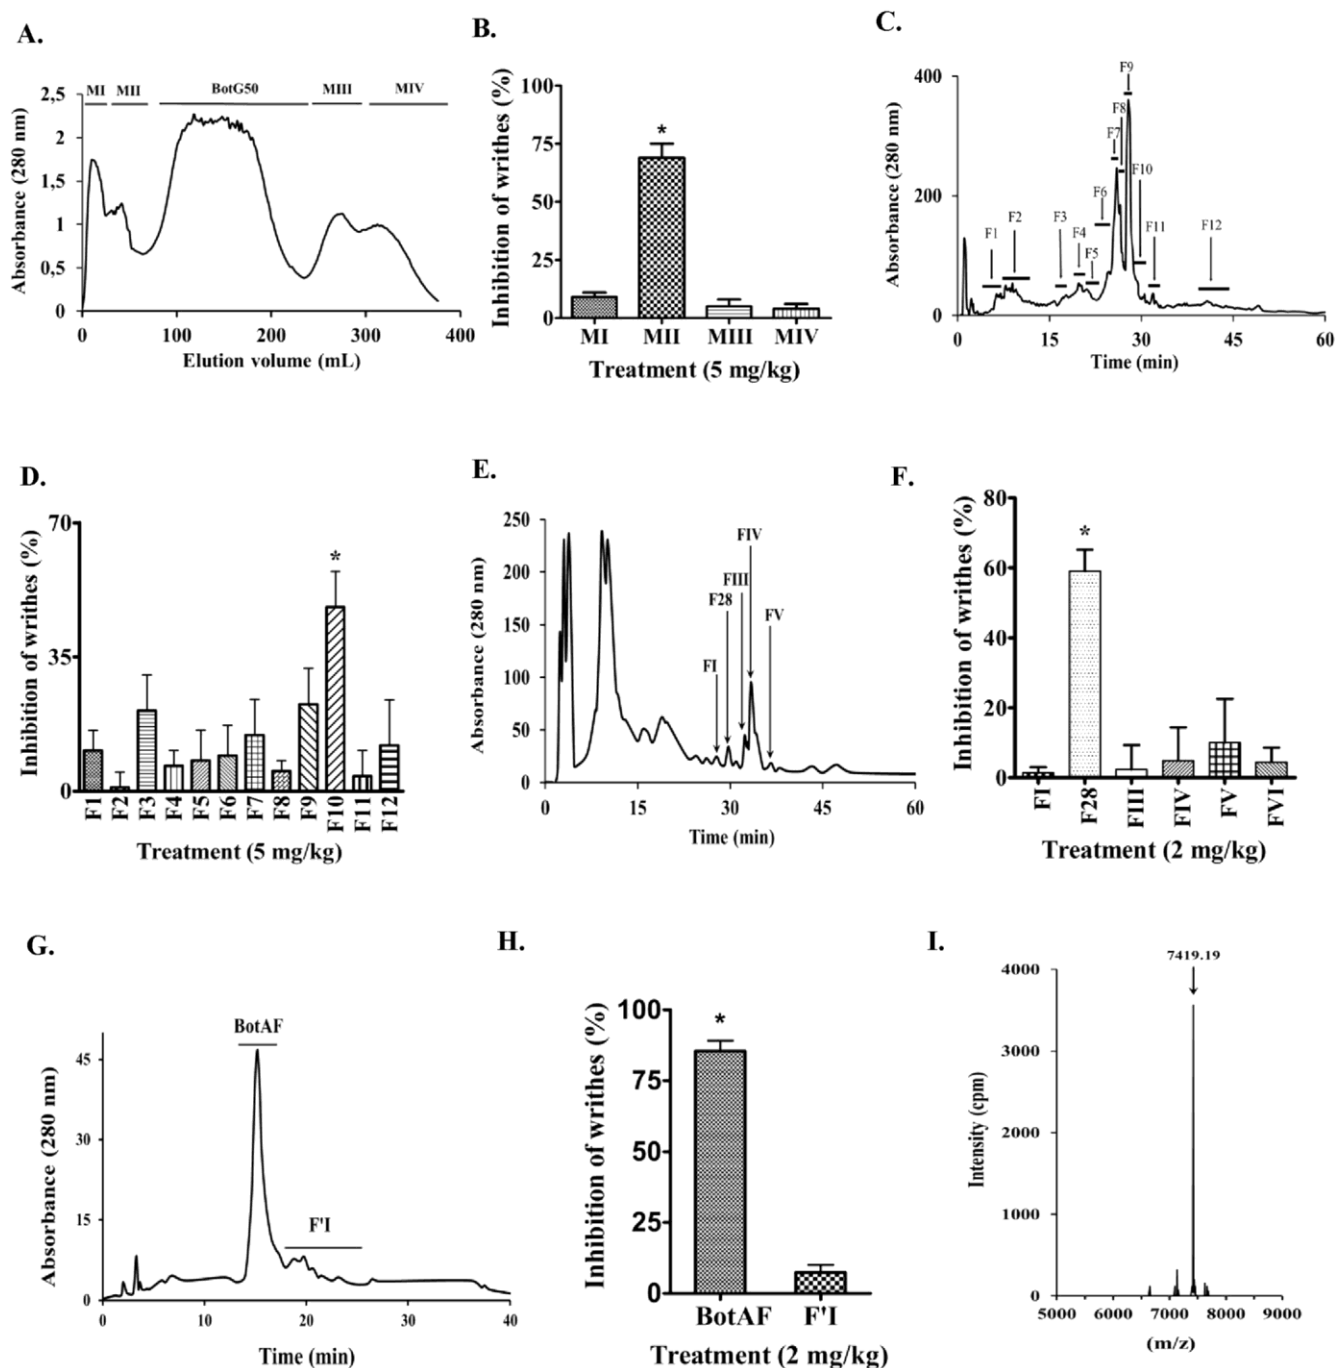 A.
MI MII BotG50 MIII MIV
Absorbance (280 nm)
2,5
2
1,5
1
0,5
0
0 100 200 300 400
Elution volume (mL)
B.
Inhibition of writhes (%)
100
75
50
25
0
*
MI MII MIII MIV
Treatment (5 mg/kg)
C.
Absorbance (280 nm)
400
200
0
F1 F2 F3 F4 F5 F6 F7 F8 F9 F10 F11 F12
0 15 30 45 60
Time (min)
D.
Inhibition of writhes (%)
70
35
0
*
F1 F2 F3 F4 F5 F6 F7 F8 F9 F10 F11 F12
Treatment (5 mg/kg)
E.
Absorbance (280 nm)
250
200
150
100
50
0
FI F28 FIII FIV FV
0 15 30 45 60
Time (min)
F.
Inhibition of writhes (%)
80
60
40
20
0
*
FI F28 FIII FIV FV FVI
Treatment (2 mg/kg)
G.
Absorbance (280 nm)
45
30
15
0
BotAF
F'I
0 10 20 30 40
Time (min)
H.
Inhibition of writhes (%)
100
75
50
25
0
*
BotAF F'I
Treatment (2 mg/kg)
I.
7419.19
Intensity (cpm)
4000
3000
2000
1000
0
5000 6000 7000 8000 9000
(m/z)